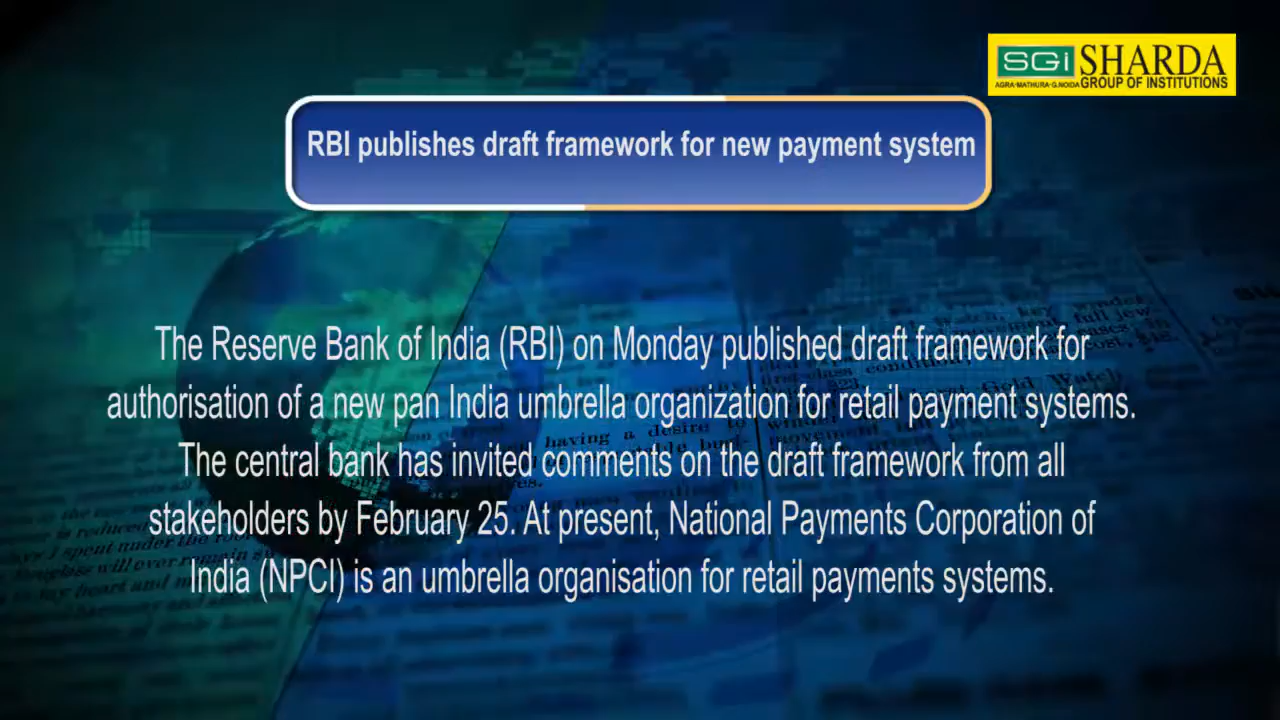 SGI SHARDA
AGRA-MATHURA-G.NOIDA GROUP OF INSTITUTIONS
RBI publishes draft framework for new payment system
The Reserve Bank of India (RBI) on Monday published draft framework for
authorisation of a new pan India umbrella organization for retail payment systems.
The central bank has invited comments on the draft framework from all
stakeholders by February 25. At present, National Payments Corporation of
India (NPCI) is an umbrella organisation for retail payments systems.
having a desire to